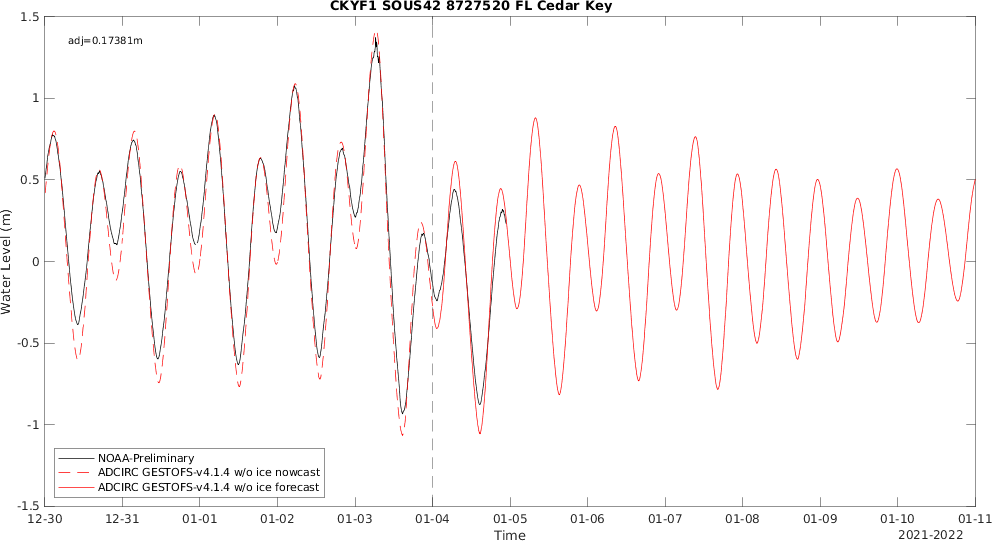 CKYF1 SOUS42 8727520 FL Cedar Key
adj=0.17381m
1.5
1
0.5
0
-0.5
-1
-1.5
Water Level (m)
NOAA-Preliminary
ADCIRC GESTOFS-v4.1.4 w/o ice nowcast
ADCIRC GESTOFS-v4.1.4 w/o ice forecast
12-30 12-31 01-01 01-02 01-03 01-04 01-05 01-06 01-07 01-08 01-09 01-10 01-11
Time
2021-2022